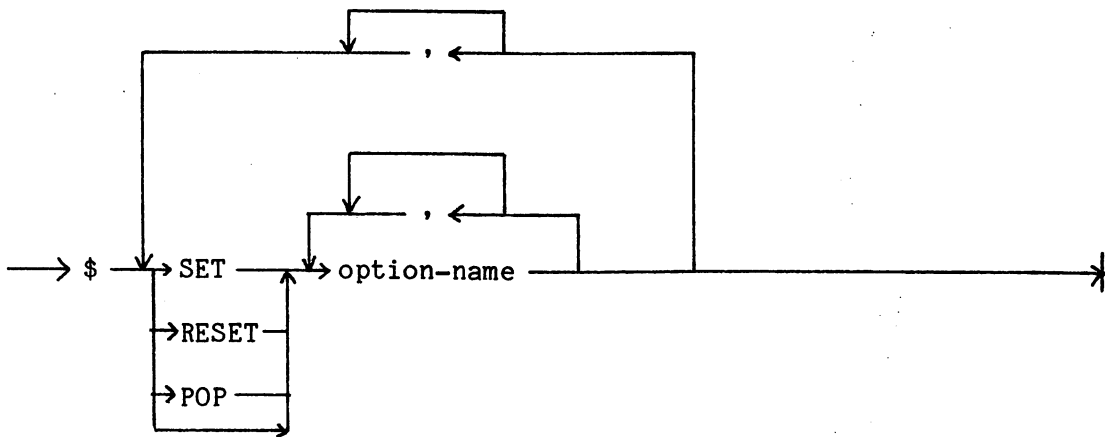 ,
,
$ SET option-name
RESET
POP